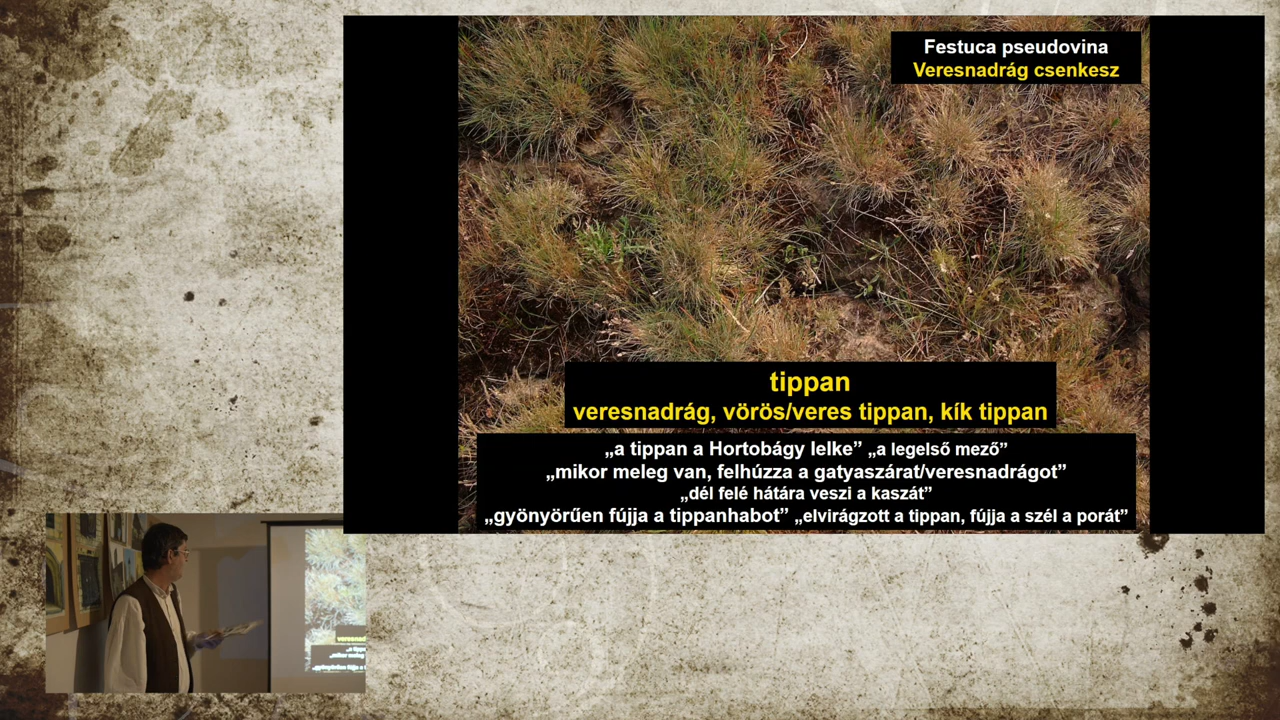 Festuca pseudovina
Veresnadrág csenkesz
tippan
veresnadrág, vörös/veres tippan, kík tippan
„a tippan a Hortobágy lelke” „a legelső mező”
„mikor meleg van, felhúzza a gatyaszárat/veresnadrágot”
„dél felé hátára veszi a kaszát”
„gyönyörűen fújja a tippanhabot” „elvirágzott a tippan, fújja a szél a porát”
veresnad